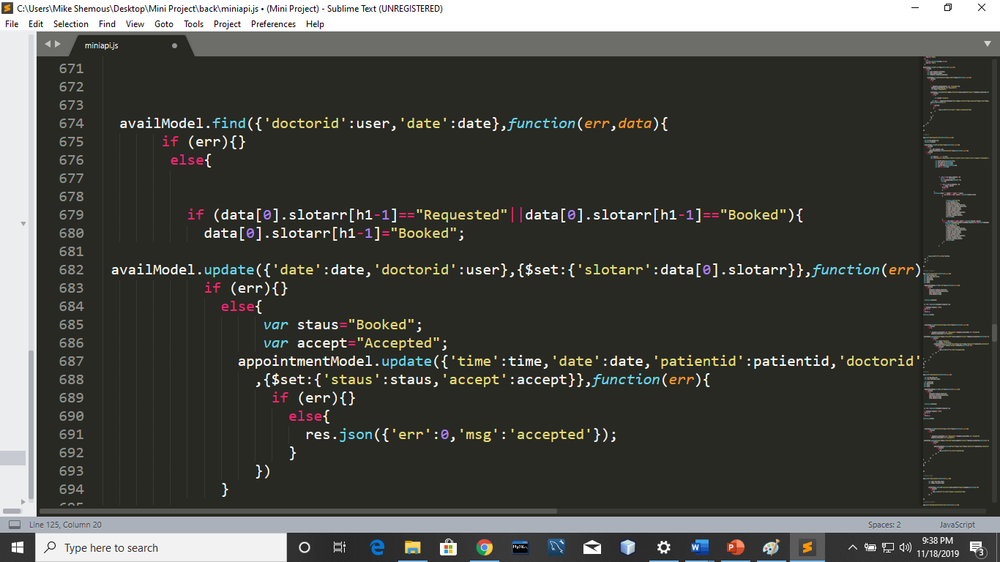 C:\Users\Mike Shemous\Desktop\Mini Project\back\miniapi.js • (Mini Project) - Sublime Text (UNREGISTERED)
File Edit Selection Find View Goto Tools Project Preferences Help
miniapi.js
671
672
673
674 availModel.find({'doctorid':user,'date':date},function(err,data){
675 if (err){}
676 else{
677
678
679 if (data[0].slotarr[h1-1]=="Requested"||data[0].slotarr[h1-1]=="Booked"){
680 data[0].slotarr[h1-1]="Booked";
681
682 availModel.update({'date':date,'doctorid':user},{$set:{'slotarr':data[0].slotarr}},function(err)
683 if (err){}
684 else{
685 var staus="Booked";
686 var accept="Accepted";
687 appointmentModel.update({'time':time,'date':date,'patientid':patientid,'doctorid'
688 ,{$set:{'staus':staus,'accept':accept}},function(err){
689 if (err){}
690 else{
691 res.json({'err':0,'msg':'accepted'});
692 }
693 })
694 }
Line 125, Column 20 Spaces: 2 JavaScript
Type here to search
9:38 PM
11/18/2019
3